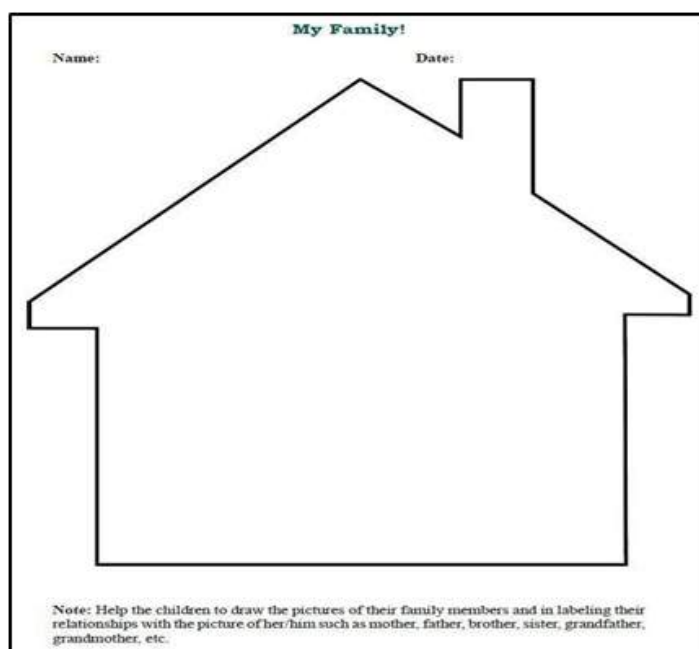 My Family!
Name: Date:
Note: Help the children to draw the pictures of their family members and in labeling their
relationships with the picture of her/him such as mother, father, brother, sister, grandfather,
grandmother, etc.